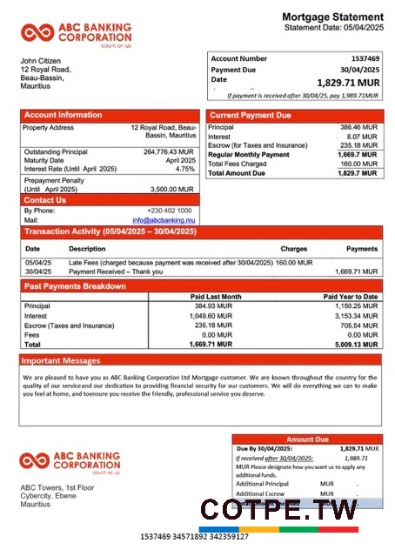 ABC BANKING
CORPORATION
count on us
Mortgage Statement
Statement Date: 05/04/2025
John Citizen
12 Royal Road,
Beau-Bassin,
Mauritius
Account Number 1537469
Payment Due 30/04/2025
Date 1,829.71 MUR
If payment is received after 30/04/25, pay 1,989.71MUR
Account Information
Property Address 12 Royal Road, Beau-
Bassin, Mauritius
Outstanding Principal 264,776.43 MUR
Maturity Date April 2025
Interest Rate (Until April 2025) 4.75%
Prepayment Penalty
(Until April 2025) 3,500.00 MUR
Current Payment Due
Principal 386.46 MUR
Interest 8.07 MUR
Escrow (for Taxes and Insurance) 235.18 MUR
Regular Monthly Payment 1,669.7 MUR
Total Fees Charged 160.00 MUR
Total Amount Due 1,829.7 MUR
Contact Us
By Phone: +230 402 1000
Mail: info@abcbanking.mu
Transaction Activity (05/04/2025 – 30/04/2025)
Date Description Charges Payments
05/04/25 Late Fees (charged because payment was received after 30/04/2025) 160.00 MUR
30/04/25 Payment Received – Thank you 1,669.71 MUR
Past Payments Breakdown
Paid Last Month Paid Year to Date
Principal 384.93 MUR 1,150.25 MUR
Interest 1,049.60 MUR 3,153.34 MUR
Escrow (Taxes and Insurance) 235.18 MUR 705.54 MUR
Fees 0.00 MUR 0.00 MUR
Total 1,669.71 MUR 5,009.13 MUR
Important Messages
We are pleased to have you as ABC Banking Corporation Ltd Mortgage customer. We are known throughout the country for the
quality of our service and our dedication to providing financial security for our customers. We will do everything we can to make
you feel at home, and toensure you receive the friendly, professional service you deserve.
ABC BANKING
CORPORATION
count on us
ABC Towers, 1st Floor
Cybercity, Ebene
Mauritius
Amount Due
Due By 30/04/2025: 1,829.71 MUR
If received after 30/04/2025: 1,989.71
MUR Please designate how you want us to apply any
additional funds.
Additional Principal MUR
Additional Escrow MUR
COTPE.TW
1537469 34571892 342359127